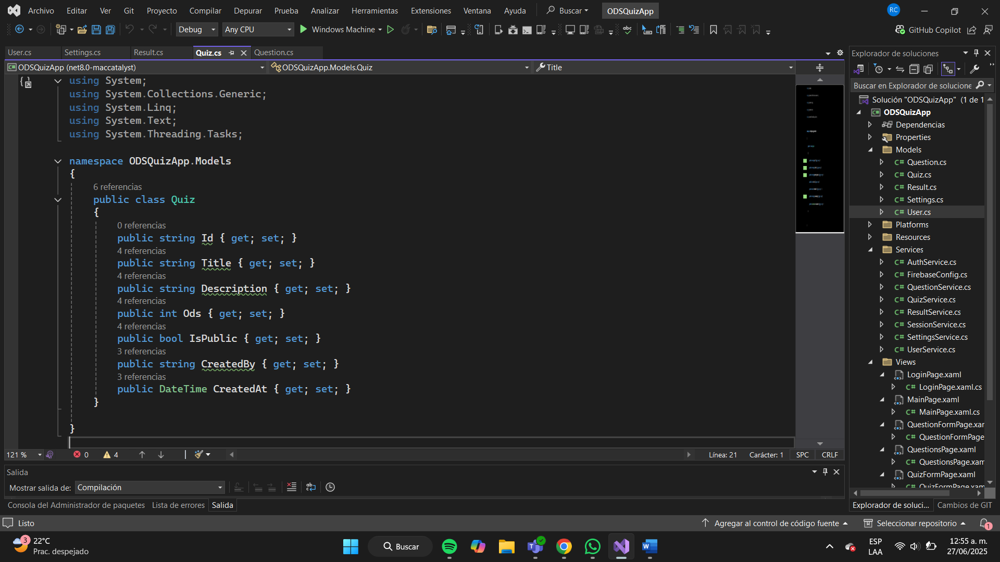 Archivo Editar Ver Git Proyecto Compilar Depurar Prueba Analizar Herramientas Extensiones Ventana Ayuda Buscar ODSQuizApp RC
Debug Any CPU Windows Machine GitHub Copilot
User.cs Settings.cs Result.cs Quiz.cs Question.cs
ODSQuizApp (net8.0-maccatalyst) ODSQuizApp.Models.Quiz Title
using System;
using System.Collections.Generic;
using System.Linq;
using System.Text;
using System.Threading.Tasks;
namespace ODSQuizApp.Models
{
6 referencias
public class Quiz
{
0 referencias
public string Id { get; set; }
4 referencias
public string Title { get; set; }
4 referencias
public string Description { get; set; }
4 referencias
public int Ods { get; set; }
4 referencias
public bool IsPublic { get; set; }
3 referencias
public string CreatedBy { get; set; }
3 referencias
public DateTime CreatedAt { get; set; }
}
}
121 % 0 4 Línea: 21 Carácter: 1 SPC CRLF
Salida
Mostrar salida de: Compilación
Consola del Administrador de paquetes Lista de errores Salida
Explorador de soluciones
Buscar en Explorador de solucione
Solución "ODSQuizApp" (1 de 1
ODSQuizApp
Dependencias
Properties
Models
C# Question.cs
C# Quiz.cs
C# Result.cs
C# Settings.cs
C# User.cs
Platforms
Resources
Services
C# AuthService.cs
C# FirebaseConfig.cs
C# QuestionService.cs
C# QuizService.cs
C# ResultService.cs
C# SessionService.cs
C# SettingsService.cs
C# UserService.cs
Views
LoginPage.xaml
C# LoginPage.xaml.cs
MainPage.xaml
C# MainPage.xaml.cs
QuestionFormPage.xar
C# QuestionFormPage
QuestionsPage.xaml
C# QuestionsPage.xam
QuizFormPage.xaml
C# QuizFormPage.xam
Explorador de soluci... Cambios de GIT
Listo Agregar al control de código fuente Seleccionar repositorio 1
3 22°C
Prac. despejado
Buscar
ESP
LAA
12:55 a. m.
27/06/2025